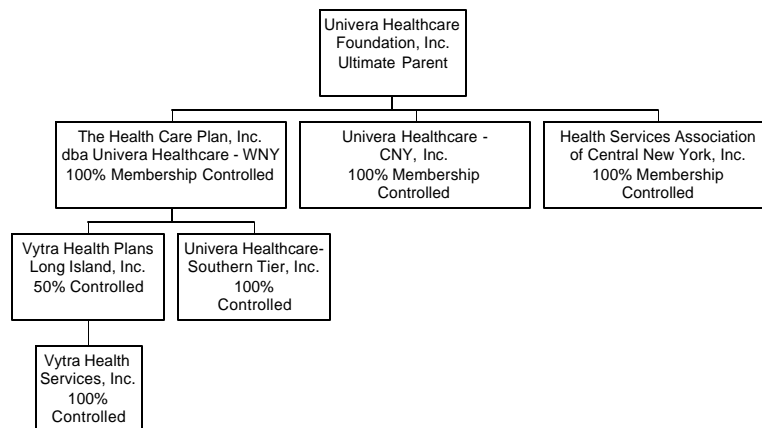 Univera Healthcare
Foundation, Inc.
Ultimate Parent
The Health Care Plan, Inc.
dba Univera Healthcare - WNY
100% Membership Controlled
Univera Healthcare -
CNY, Inc.
100% Membership
Controlled
Health Services Association
of Central New York, Inc.
100% Membership
Controlled
Vytra Health Plans
Long Island, Inc.
50% Controlled
Univera Healthcare-
Southern Tier, Inc.
100%
Controlled
Vytra Health
Services, Inc.
100%
Controlled